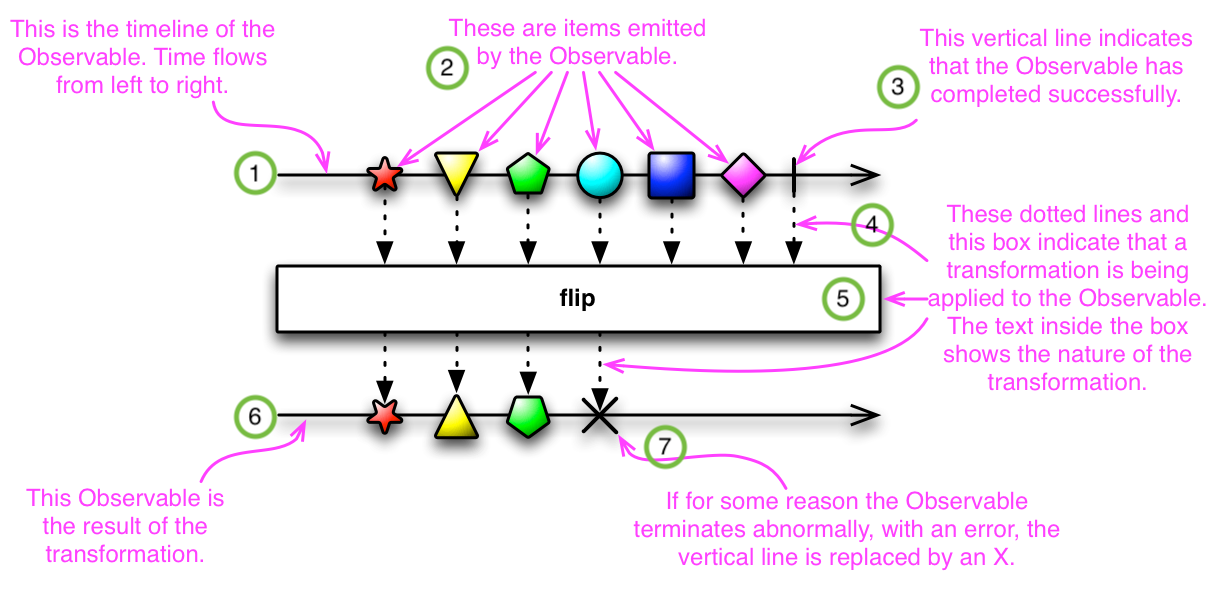 This is the timeline of the
Observable. Time flows
from left to right.
These are items emitted
by the Observable.
2
This vertical line indicates
that the Observable has
completed successfully.
3
1
4
These dotted lines and
this box indicate that a
transformation is being
applied to the Observable.
The text inside the box
shows the nature of the
transformation.
flip
5
6
7
This Observable is
the result of the
transformation.
If for some reason the Observable
terminates abnormally, with an error, the
vertical line is replaced by an X.